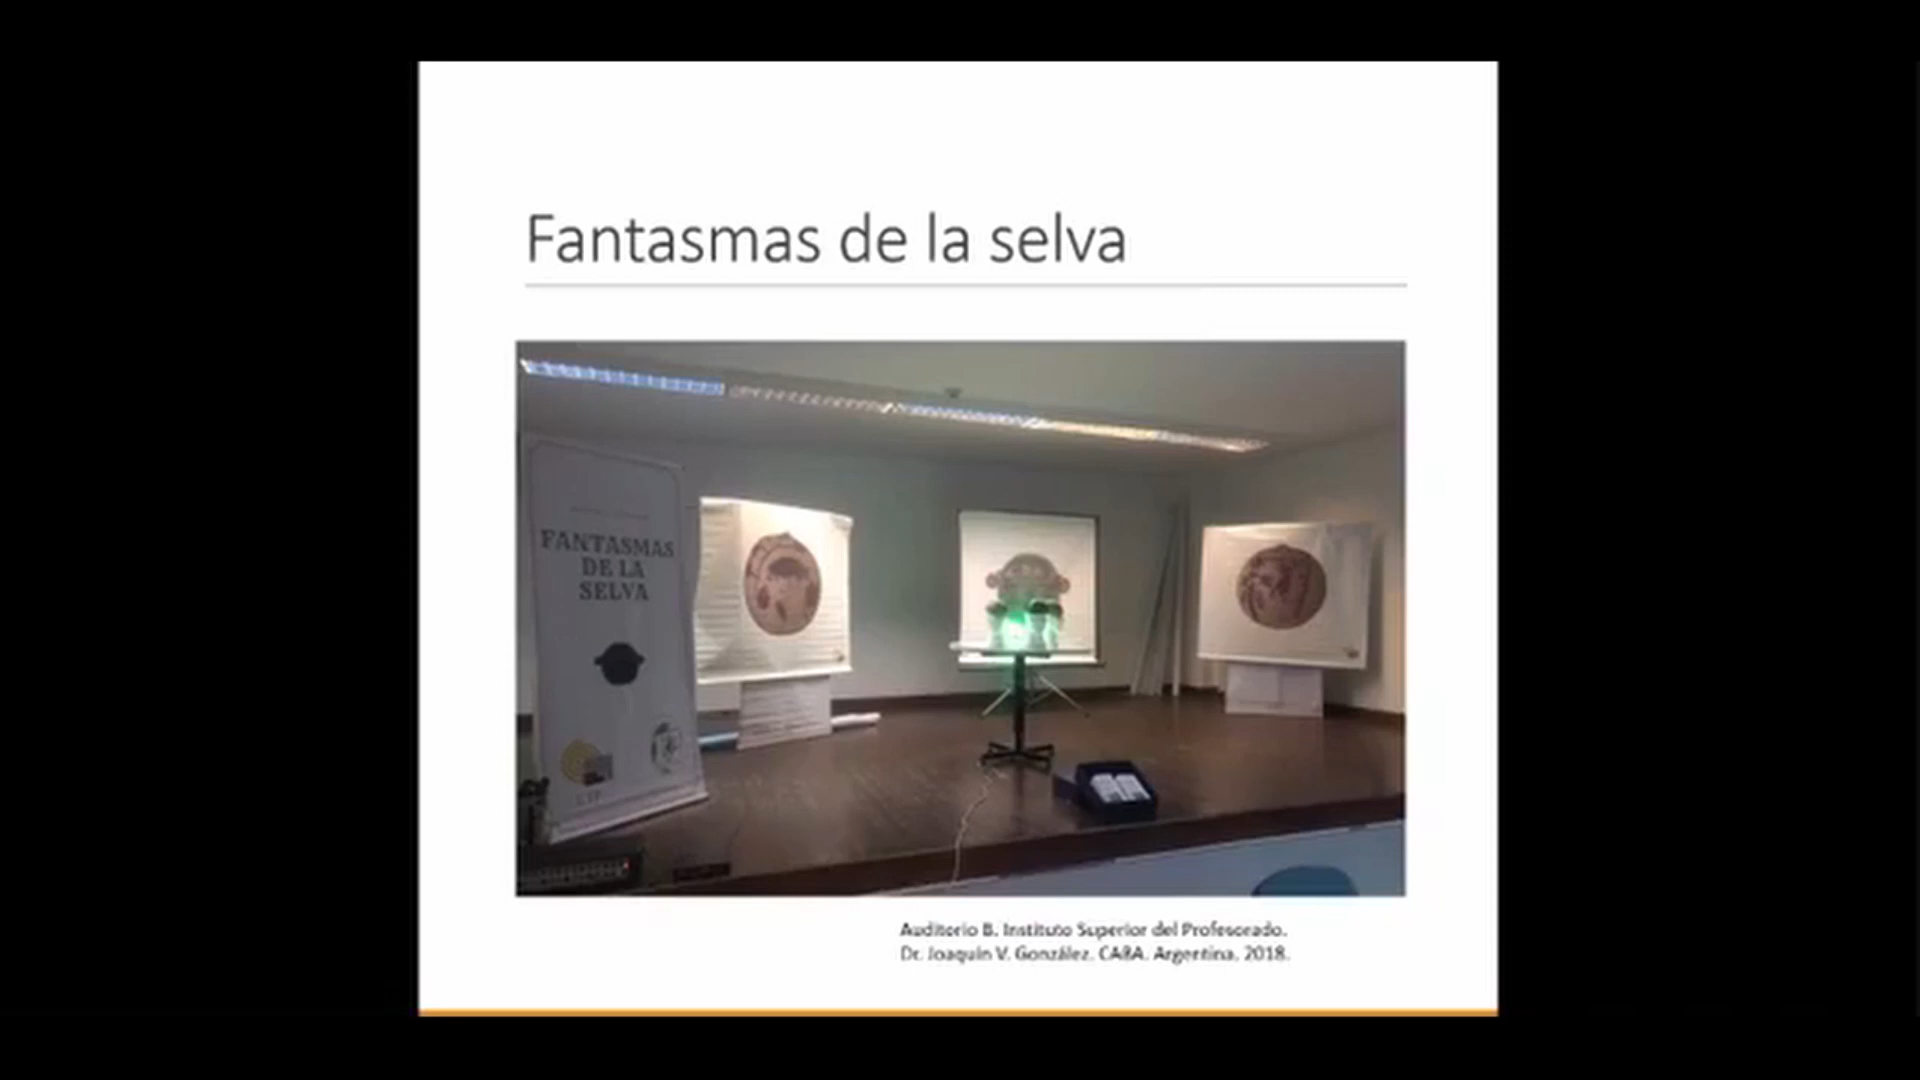 Fantasmas de la selva
FANTASMAS
DE LA
SELVA
Auditorio B. Instituto Superior del Profesorado.
Dr. Joaquín V. González. CABA. Argentina. 2018.